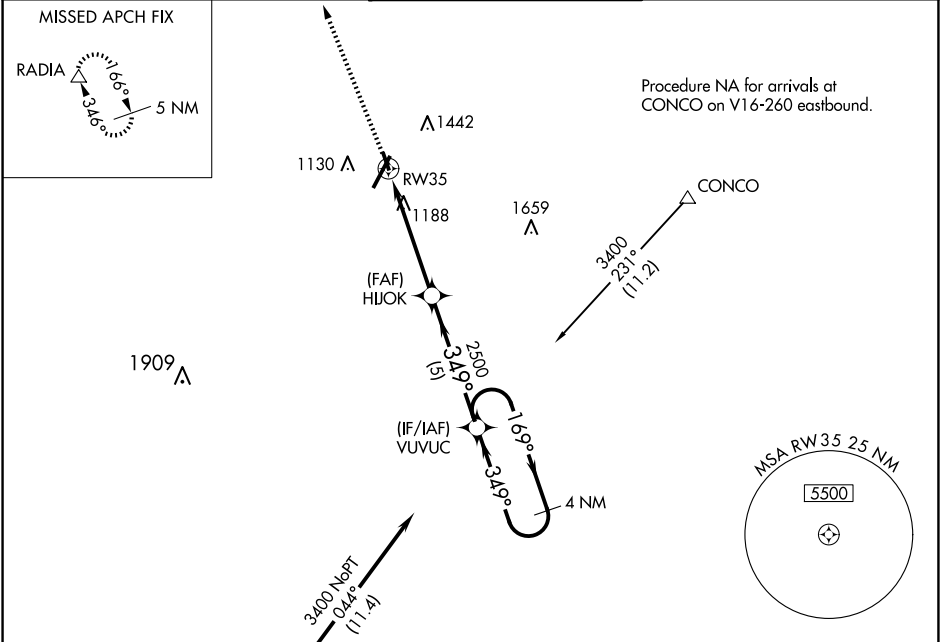 MISSED APCH FIX
RADIA
166°
346°
5 NM
Procedure NA for arrivals at
CONCO on V16-260 eastbound.
1442
1130
RW35
1188
CONCO
1659
3400
231°
(11.2)
(FAF)
HIJOK
2500
349°
(5)
1909
(IF/IAF)
VUVUC
169°
349°
4 NM
MSA RW35 25 NM
5500
3400 NoPT
044°
(11.4)